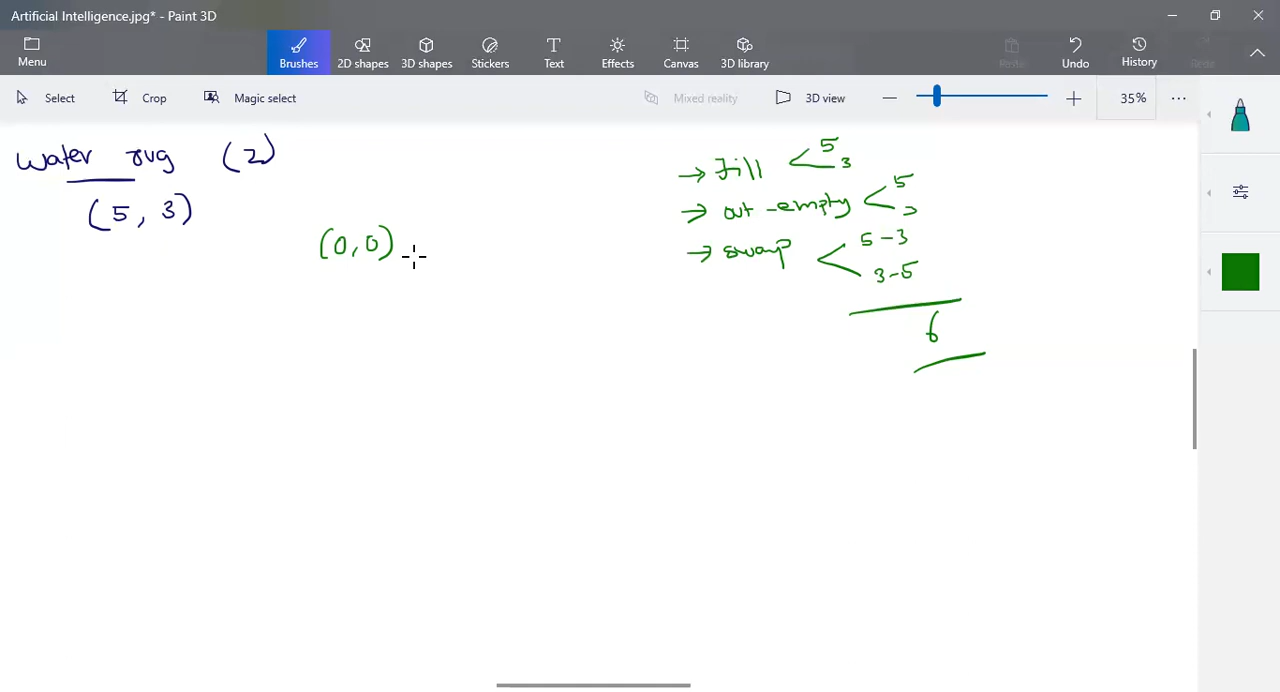 Artificial Intelligence.jpg* - Paint 3D
Menu
Brushes
2D shapes
3D shapes
Stickers
Text
Effects
Canvas
3D library
Paste
Undo
History
Redo
Select
Crop
Magic select
Mixed reality
3D view
35%
water (2)
(5, 3)
(0,0)
→ fill < 5 3
→ out-empty < 5
→ swap < 5-3 3-5
6